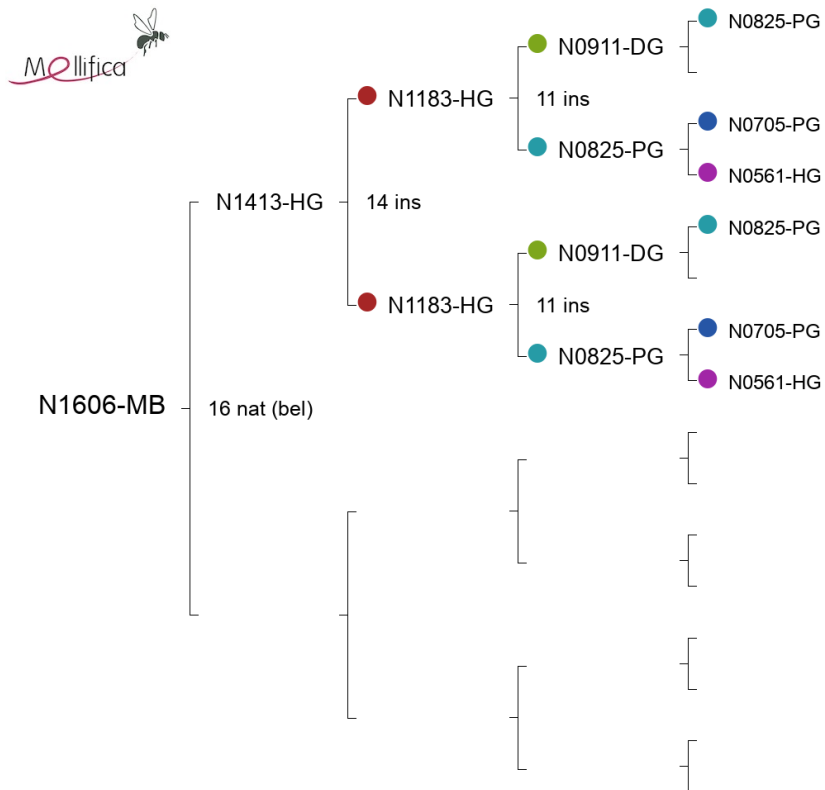 Mellifica
N0825-PG
N0911-DG
N1183-HG
11 ins
N0705-PG
N0825-PG
N0561-HG
N1413-HG
14 ins
N0825-PG
N0911-DG
N1183-HG
11 ins
N0705-PG
N0825-PG
N0561-HG
N1606-MB
16 nat (bel)